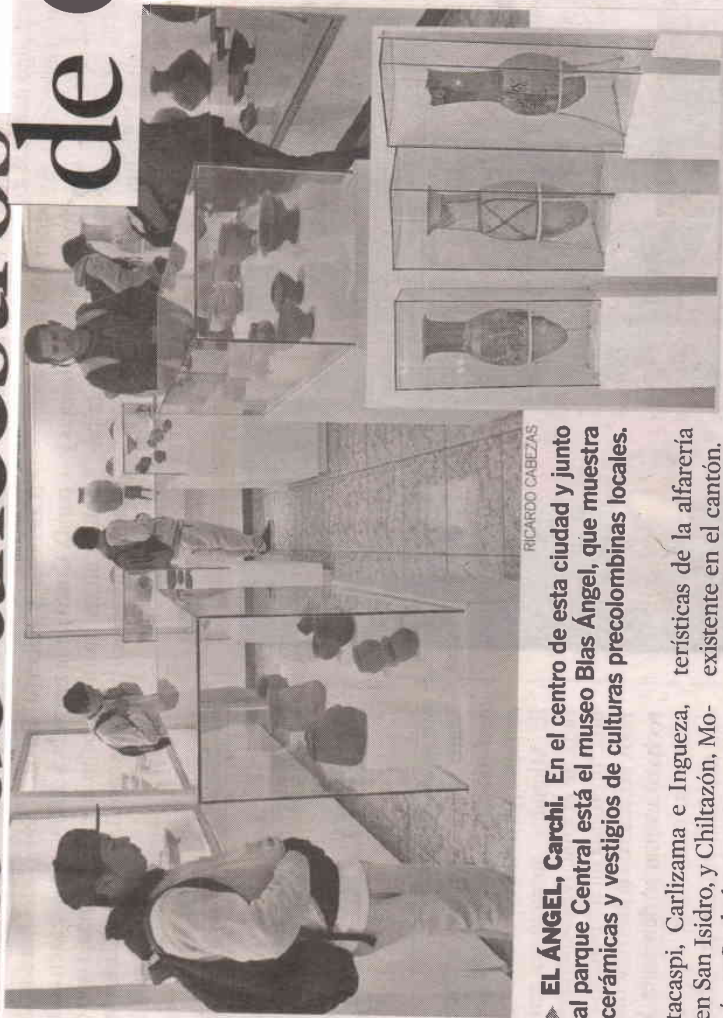 de
RICARDO CABEZAS
EL ÁNGEL, Carchi. En el centro de esta ciudad y junto
al parque Central está el museo Blas Ángel, que muestra
cerámicas y vestigios de culturas precolombinas locales.
tacaspi, Carlizama e Ingueza,
en San Isidro, y Chiltazón, Mo-
terísticas de la alfarería
existente en el cantón.